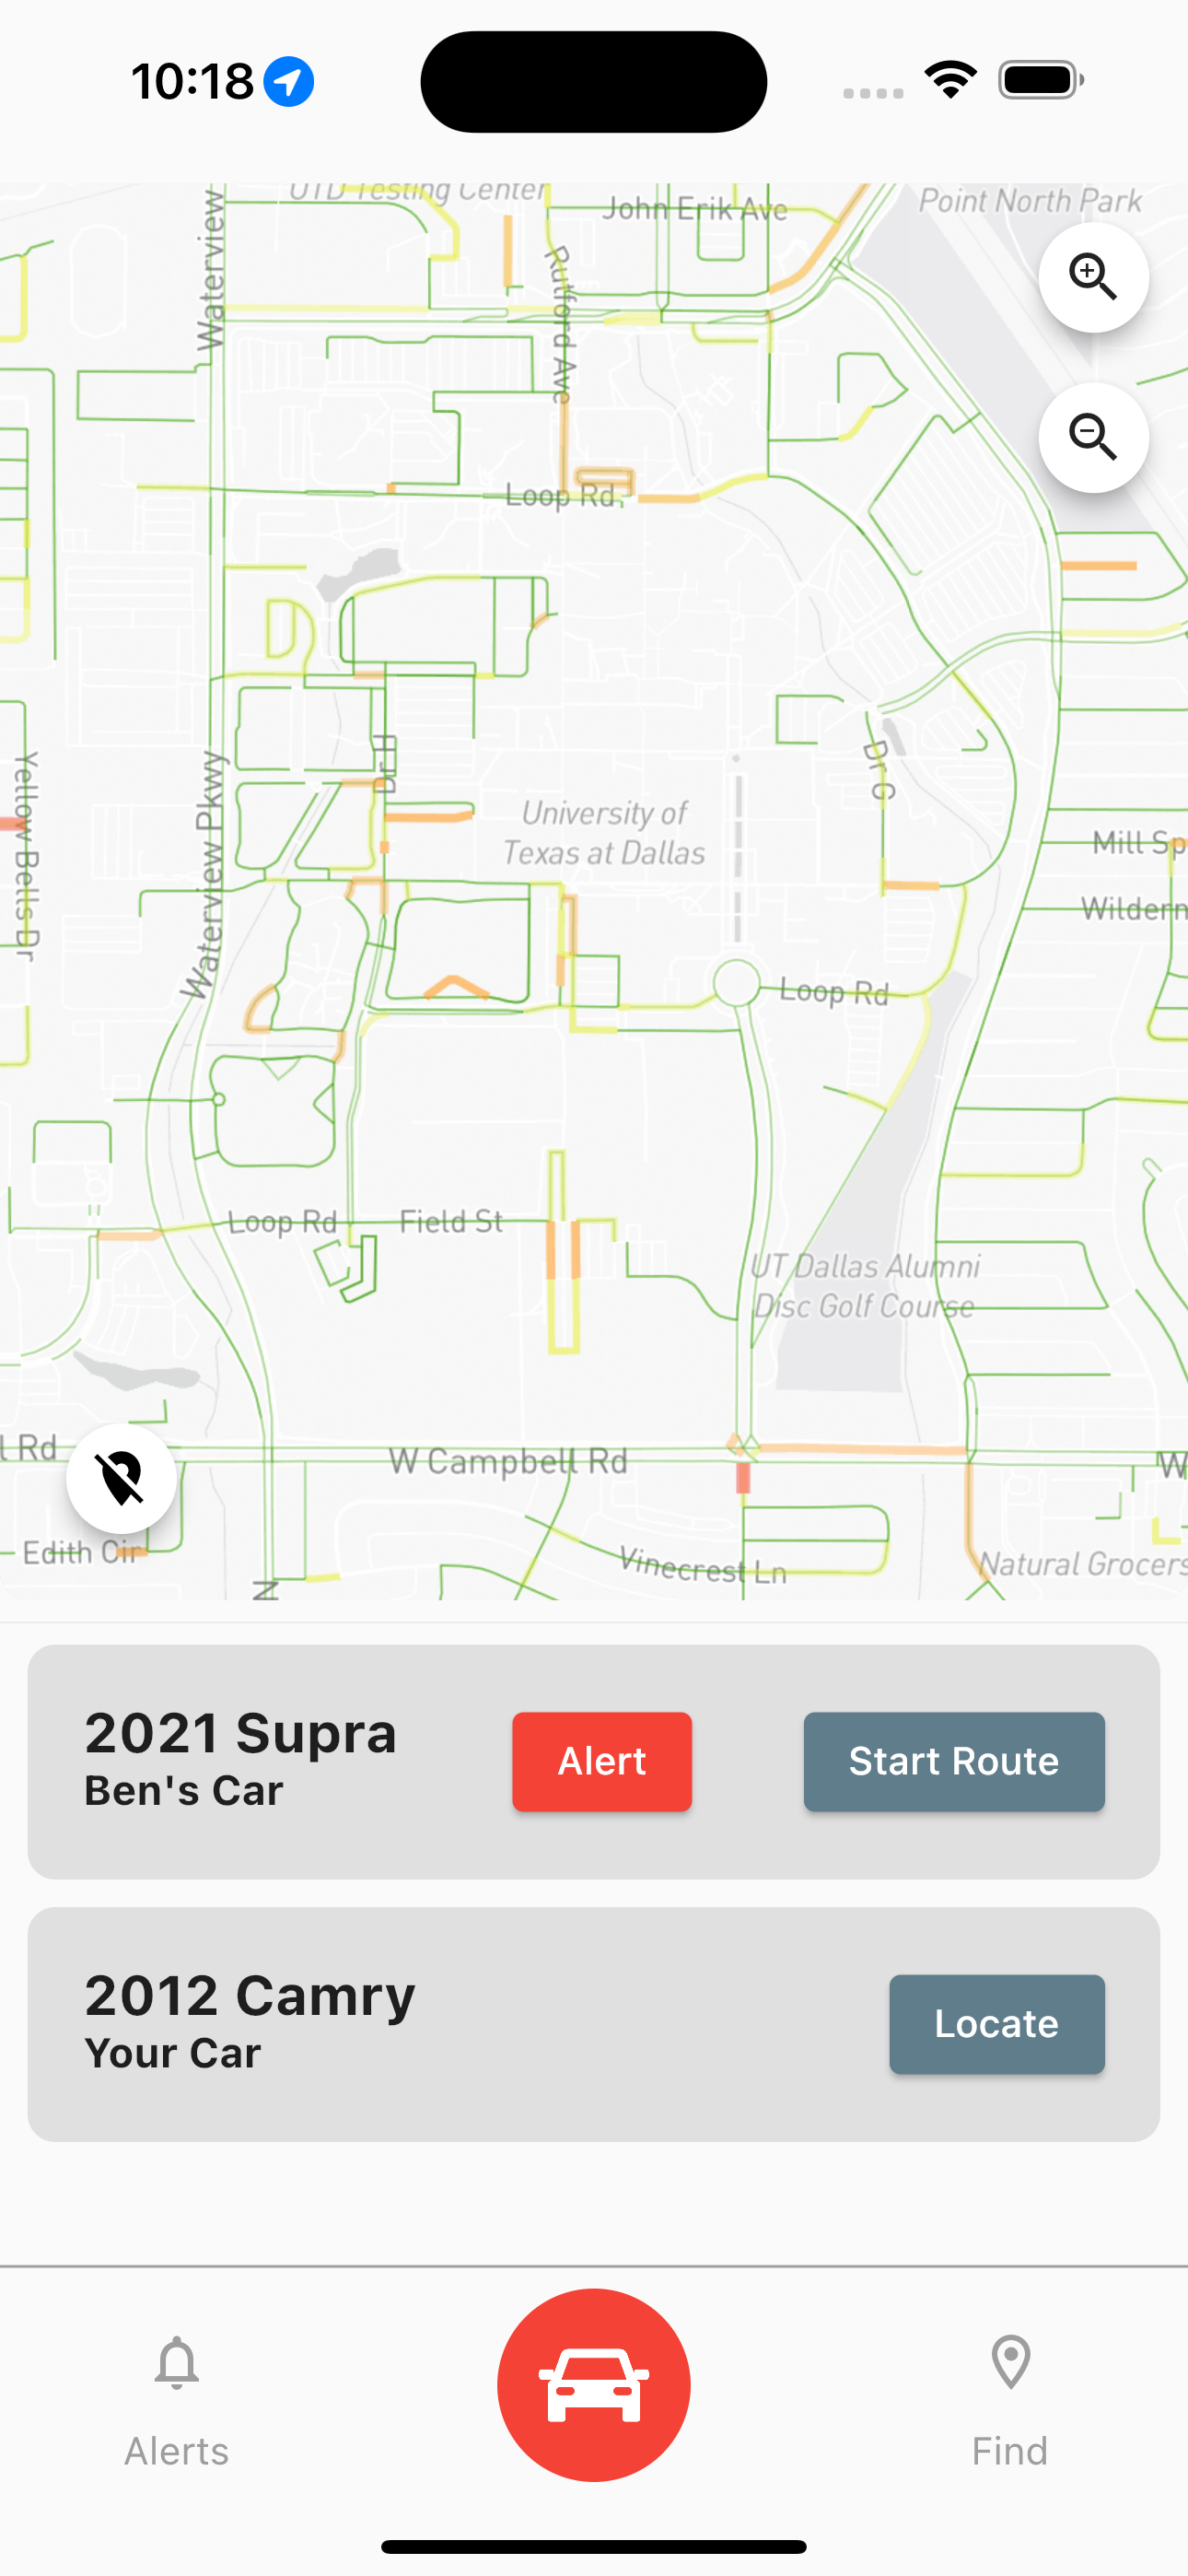 10:18
UTD Testing Center
John Erik Ave
Point North Park
Waterview
Rutford Ave
Loop Rd
Dr H
Dr G
University of
Texas at Dallas
Yellow Bells Dr
Waterview Pkwy
Mill Sp
Wildern
Loop Rd
Loop Rd
Field St
UT Dallas Alumni
Disc Golf Course
l Rd
W Campbell Rd
W
Edith Cir
Vinecrest Ln
Natural Grocers
N
2021 Supra
Ben's Car
Alert
Start Route
2012 Camry
Your Car
Locate
Alerts
Find